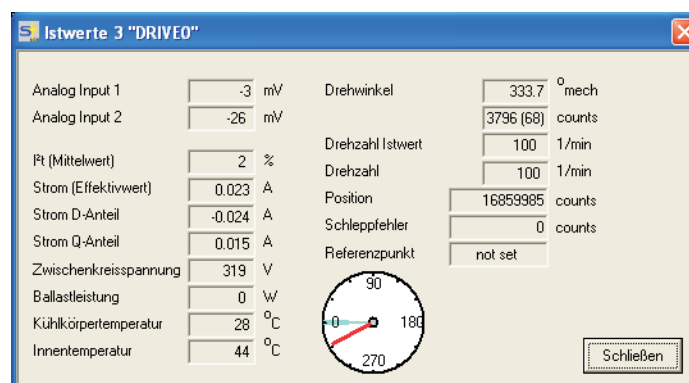 Istwerte 3 "DRIVE0"
Analog Input 1 -3 mV
Analog Input 2 -26 mV
I²t (Mittelwert) 2 %
Strom (Effektivwert) 0.023 A
Strom D-Anteil -0.024 A
Strom Q-Anteil 0.015 A
Zwischenkreisspannung 319 V
Ballastleistung 0 W
Kühlkörpertemperatur 28 °C
Innentemperatur 44 °C
Drehwinkel 333.7 °mech
3796 (68) counts
Drehzahl Istwert 100 1/min
Drehzahl 100 1/min
Position 16859985 counts
Schleppfehler 0 counts
Referenzpunkt not set
90
0 180
270
Schließen